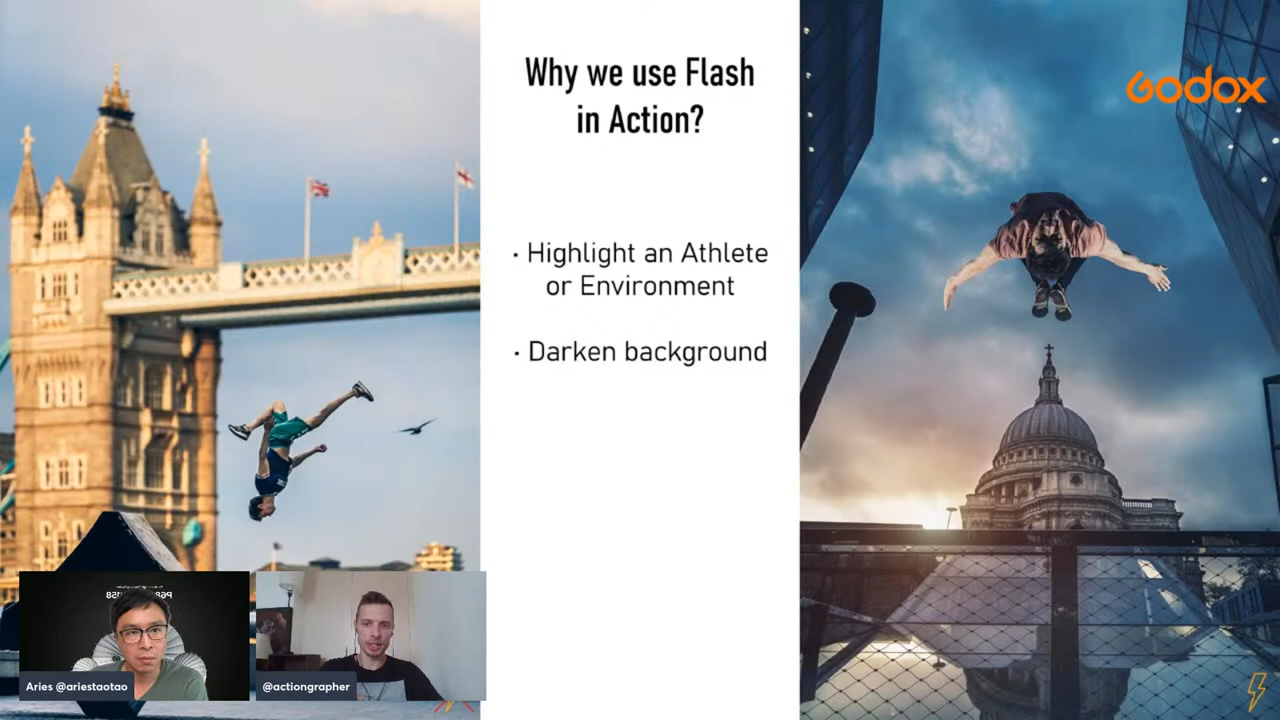 Why we use Flash
in Action?
GODOX
· Highlight an Athlete
or Environment
· Darken background
Aries @ariestaotao
@actiongrapher